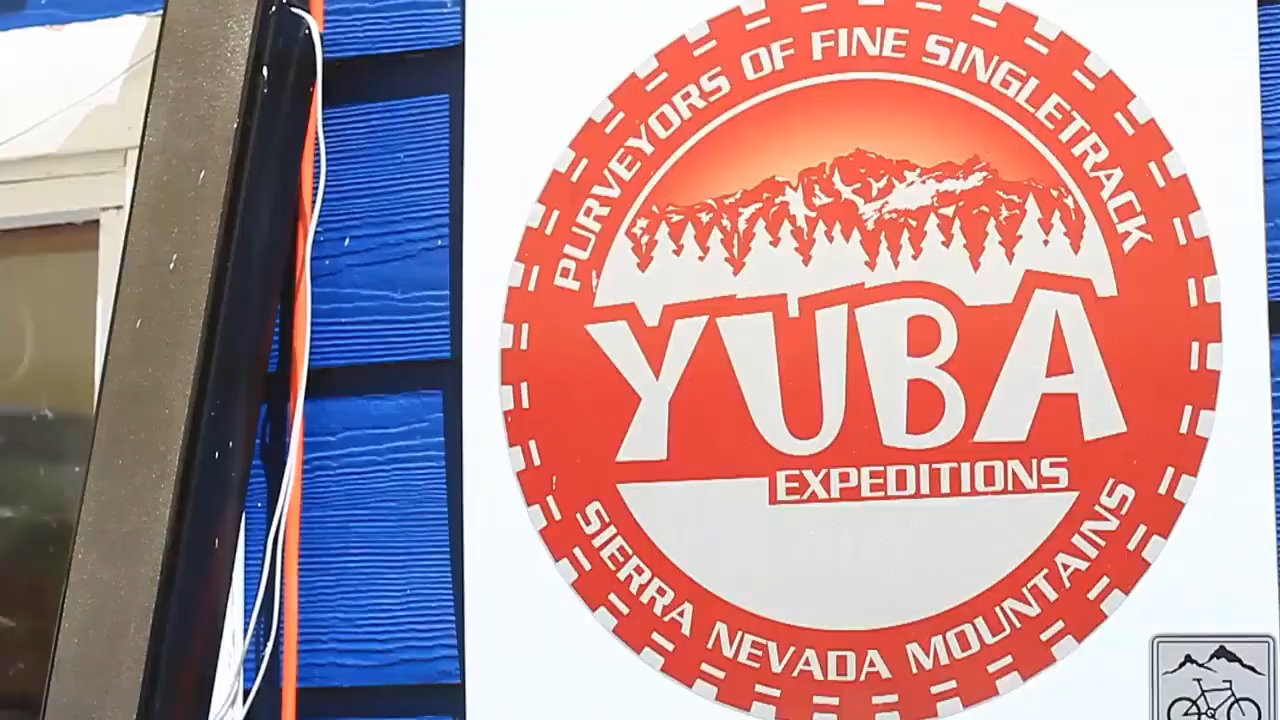 PURVEYORS OF FINE SINGLETRACK
YUBA
EXPEDITIONS
SIERRA NEVADA MOUNTAINS